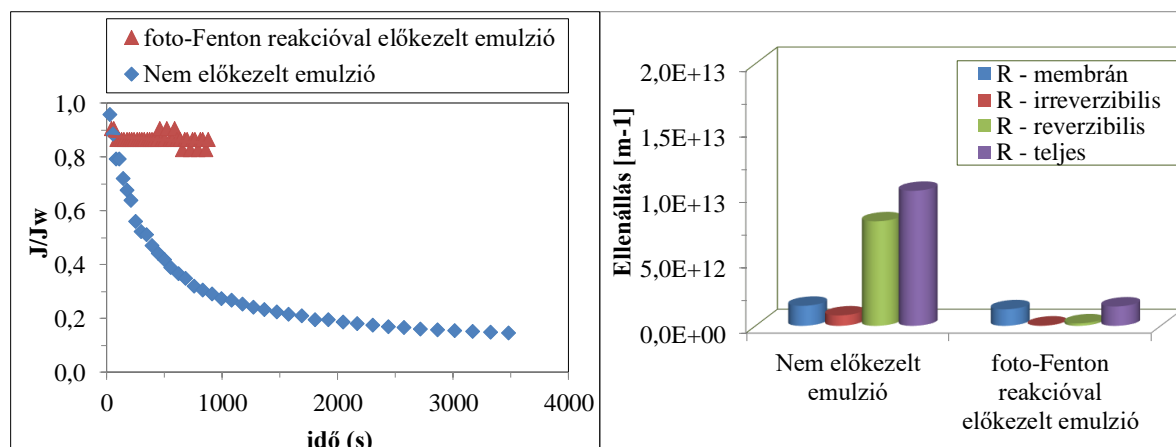 foto-Fenton reakcióval előkezelt emulzió
Nem előkezelt emulzió
1,0
0,8
0,6
0,4
0,2
0,0
J/Jw
0
1000
2000
3000
4000
idő (s)
2,0E+13
1,5E+13
1,0E+13
5,0E+12
0,0E+00
Ellenállás [m-1]
R - membrán
R - irreverzibilis
R - reverzibilis
R - teljes
Nem előkezelt
emulzió
foto-Fenton
reakcióval
előkezelt emulzió